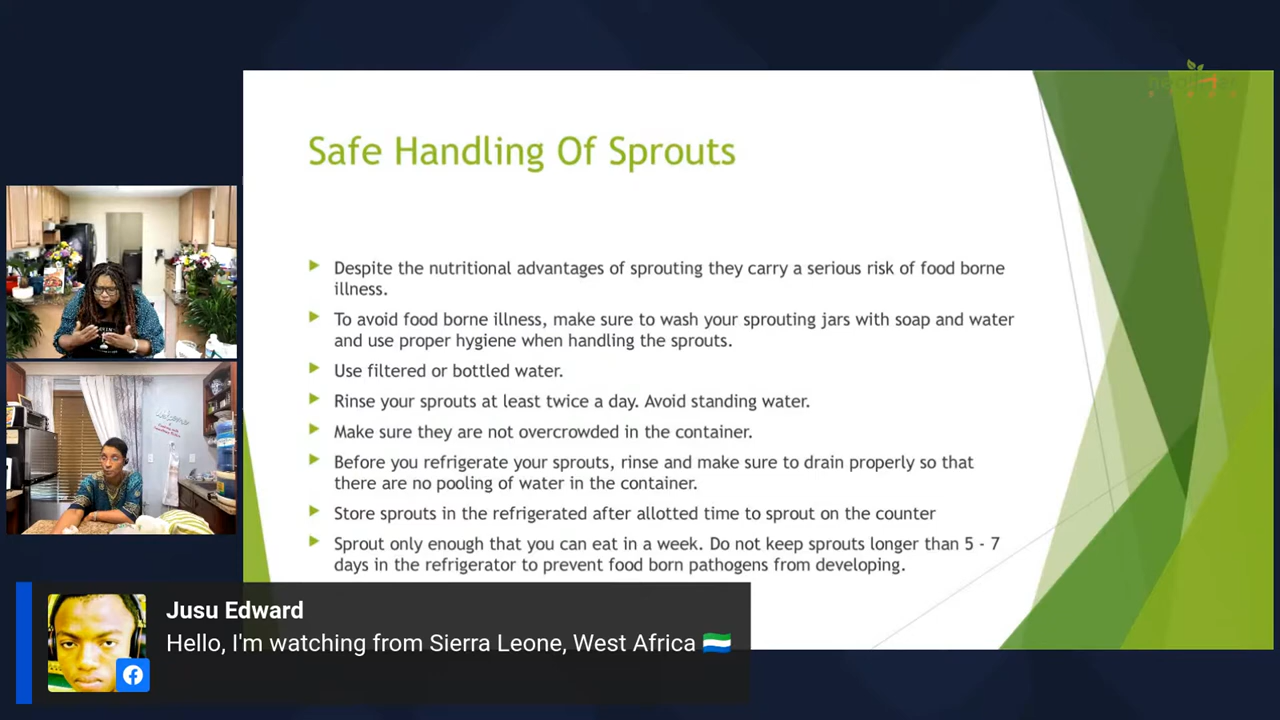 Safe Handling Of Sprouts
Despite the nutritional advantages of sprouting they carry a serious risk of food borne
illness.
To avoid food borne illness, make sure to wash your sprouting jars with soap and water
and use proper hygiene when handling the sprouts.
Use filtered or bottled water.
Rinse your sprouts at least twice a day. Avoid standing water.
Make sure they are not overcrowded in the container.
Before you refrigerate your sprouts, rinse and make sure to drain properly so that
there are no pooling of water in the container.
Store sprouts in the refrigerated after allotted time to sprout on the counter
Sprout only enough that you can eat in a week. Do not keep sprouts longer than 5 - 7
days in the refrigerator to prevent food born pathogens from developing.
Jusu Edward
Hello, I'm watching from Sierra Leone, West Africa 🇸🇱